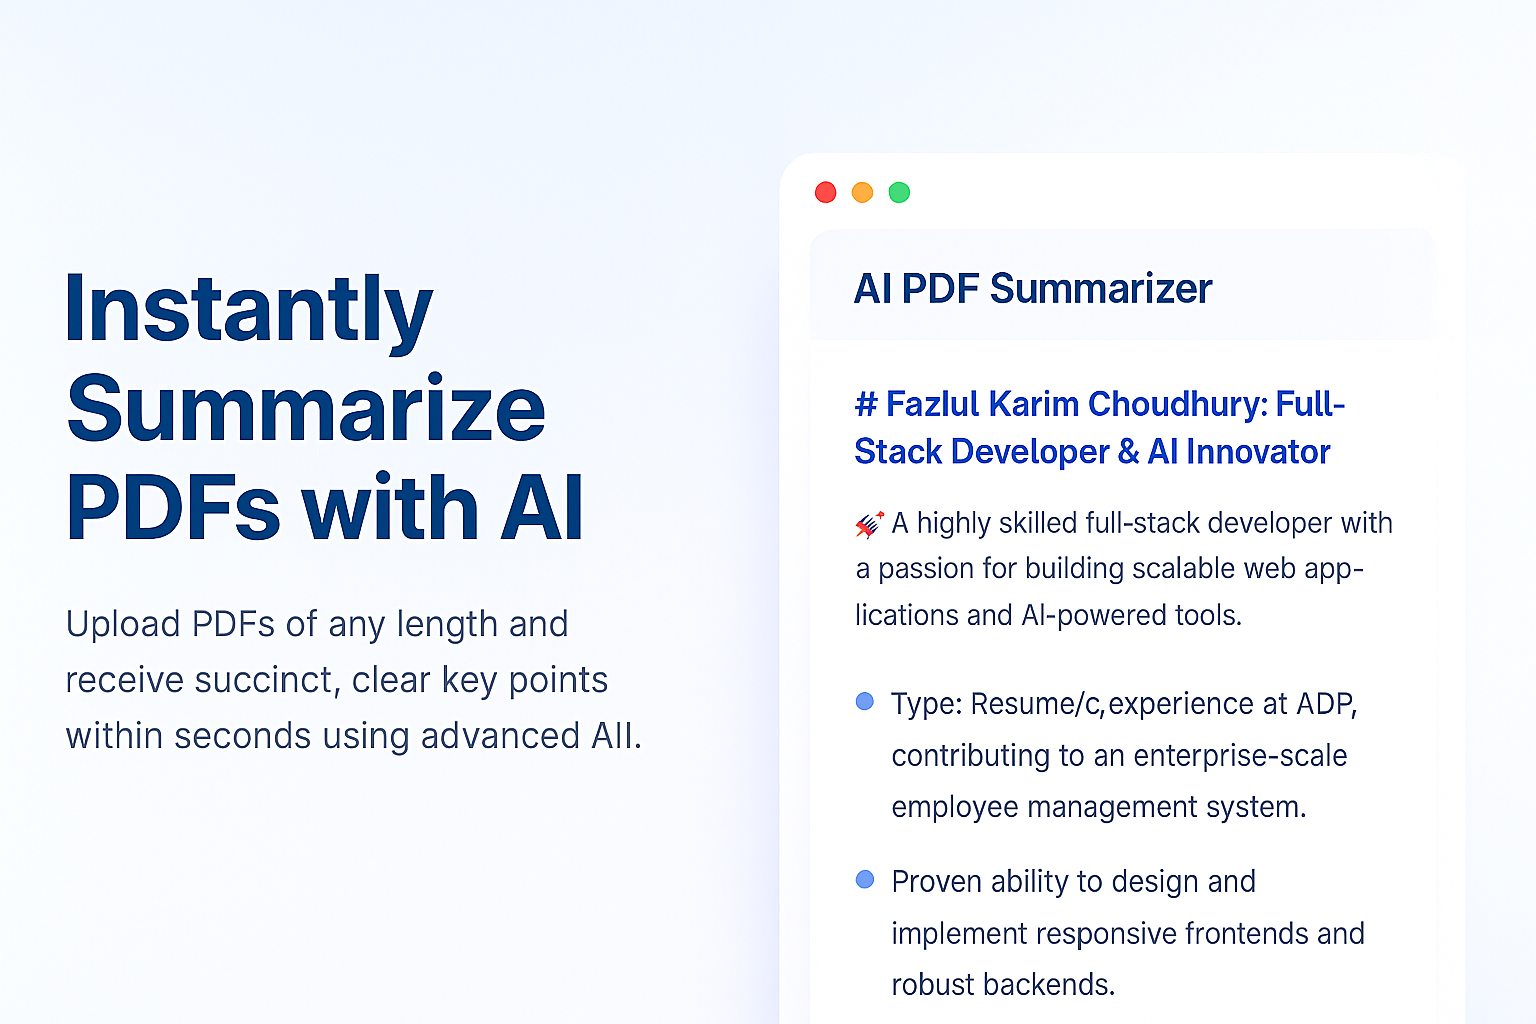 Instantly
Summarize
PDFs with AI
Upload PDFs of any length and
receive succinct, clear key points
within seconds using advanced AII.
AI PDF Summarizer
# Fazlul Karim Choudhury: Full-
Stack Developer & AI Innovator
A highly skilled full-stack developer with
a passion for building scalable web app-
lications and AI-powered tools.
Type: Resume/c,experience at ADP,
contributing to an enterprise-scale
employee management system.
Proven ability to design and
implement responsive frontends and
robust backends.